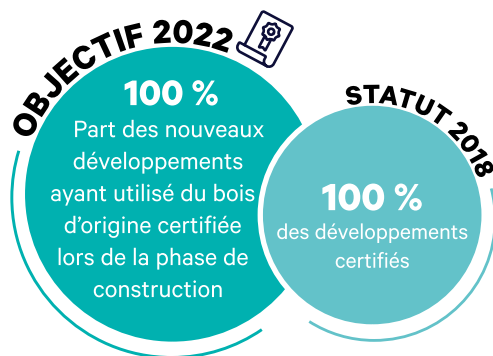 OBJECTIF 2022
100 %
Part des nouveaux
développements
ayant utilisé du bois
d'origine certifiée
lors de la phase de
construction
STATUT 2018
100 %
des développements
certifiés